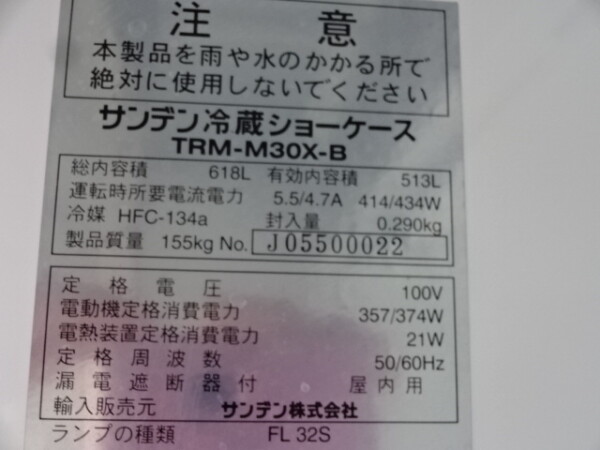 注意
本製品を雨や水のかかる所で
絶対に使用しないでください
サンデン冷蔵ショーケース
TRM-M30X-B
総内容積 618L 有効内容積 513L
運転時所要電流電力 5.5/4.7A 414/434W
冷媒 HFC-134a 封入量 0.290kg
製品質量 155kg No. J05500022
定格電圧 100V
電動機定格消費電力 357/374W
電熱装置定格消費電力 21W
定格周波数 50/60Hz
漏電遮断器付 屋内用
輸入販売元 サンデン株式会社
ランプの種類 FL 32S